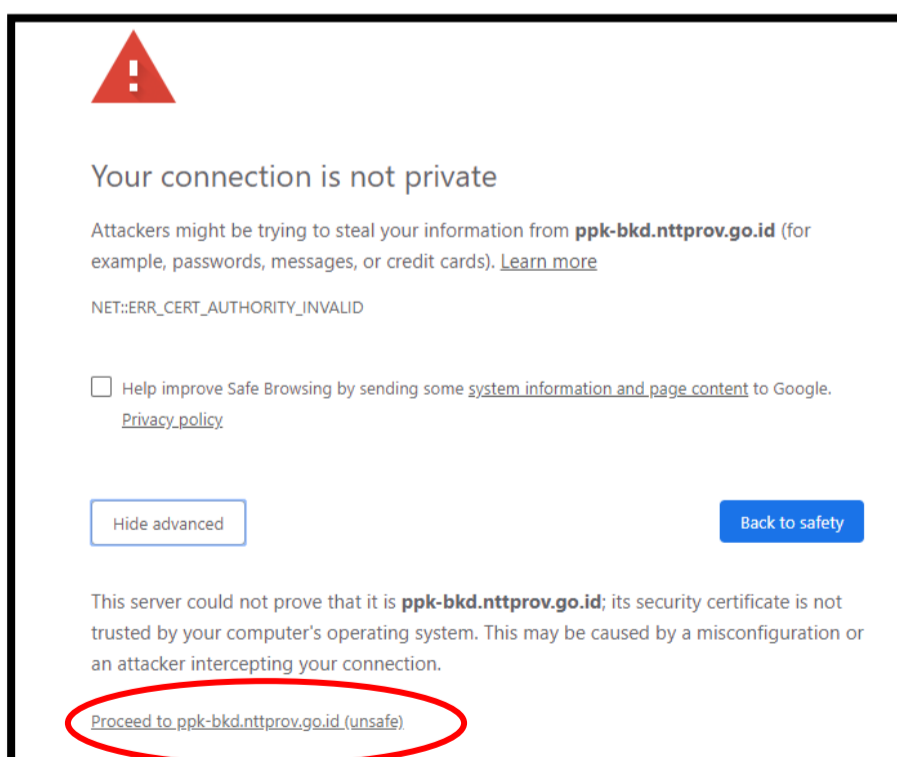 Your connection is not private
Attackers might be trying to steal your information from ppk-bkd.nttprov.go.id (for
example, passwords, messages, or credit cards). Learn more
NET::ERR_CERT_AUTHORITY_INVALID
Help improve Safe Browsing by sending some system information and page content to Google.
Privacy policy
Hide advanced
Back to safety
This server could not prove that it is ppk-bkd.nttprov.go.id; its security certificate is not
trusted by your computer's operating system. This may be caused by a misconfiguration or
an attacker intercepting your connection.
Proceed to ppk-bkd.nttprov.go.id (unsafe)